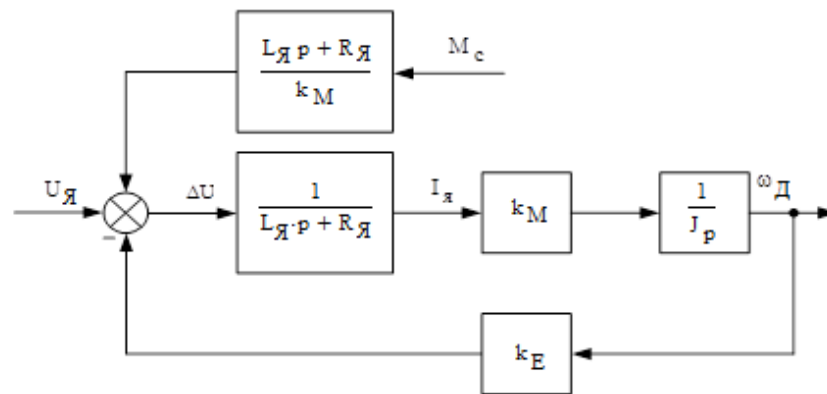 L_Я p + R_Я
k_M
M_c
U_Я
ΔU
1
L_Я·p + R_Я
I_я
k_M
1
J_p
ω_Д
−
k_E